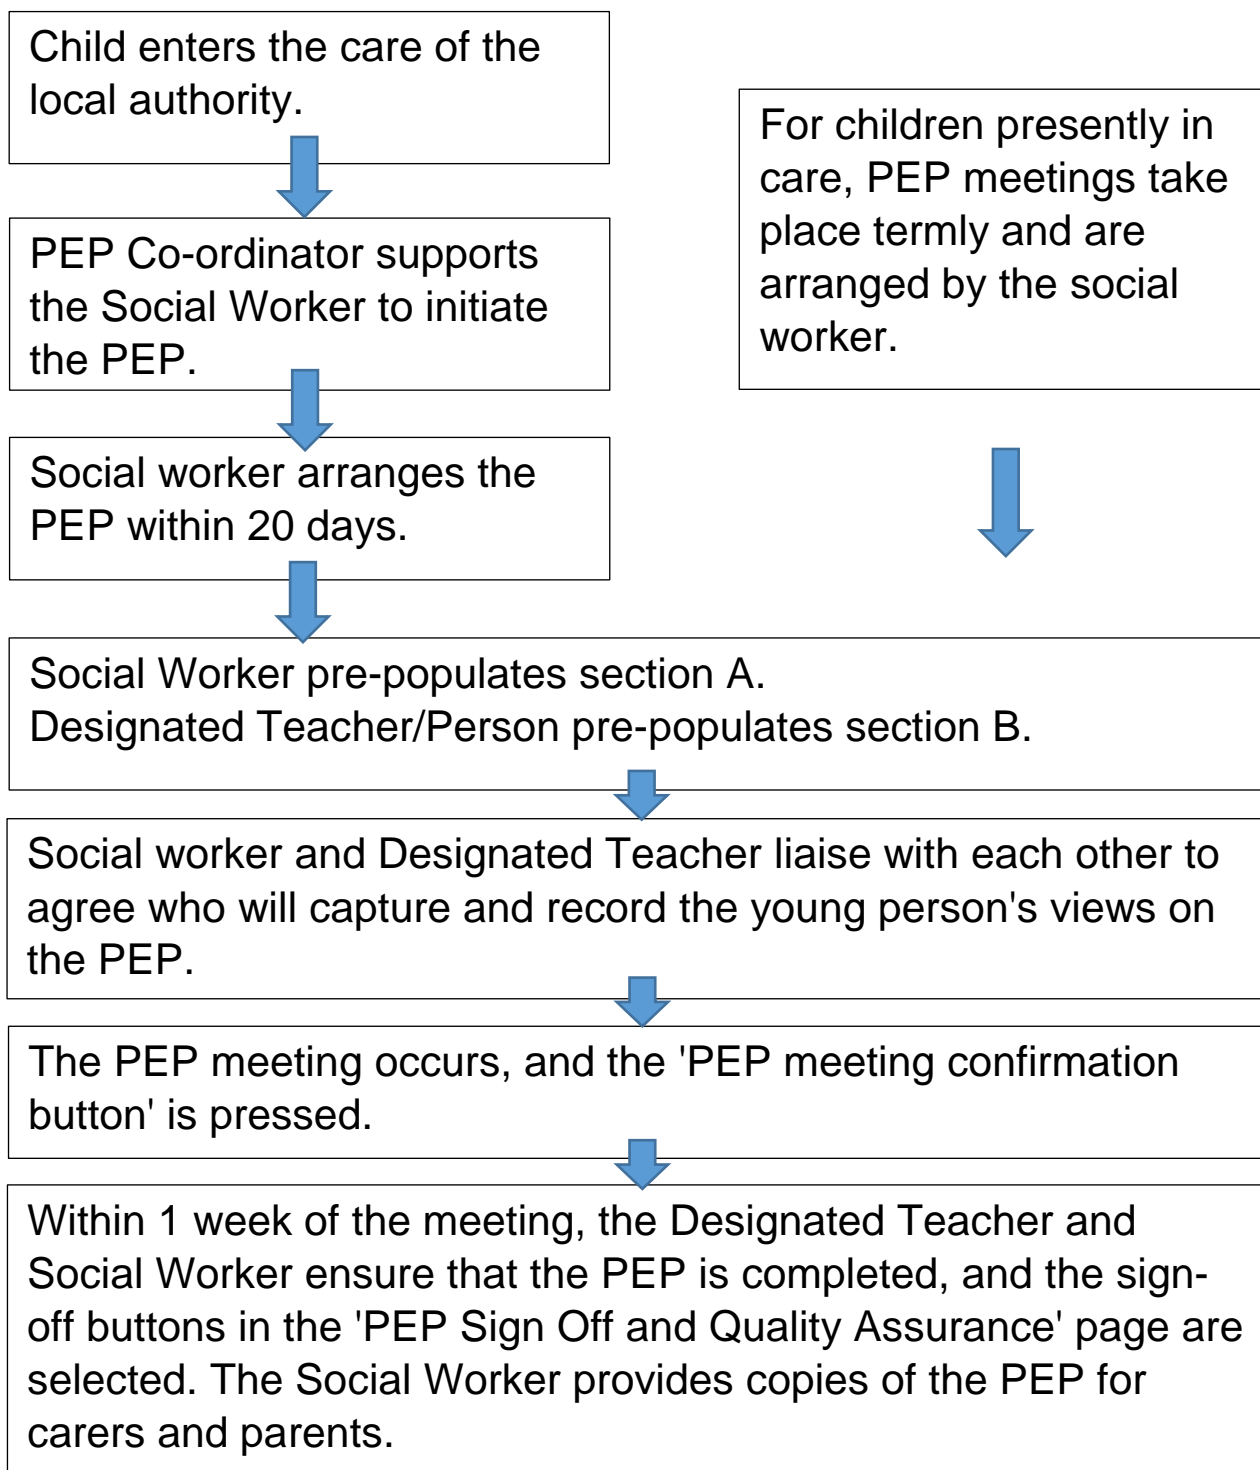 Child enters the care of the
local authority.
For children presently in
care, PEP meetings take
place termly and are
arranged by the social
worker.
PEP Co-ordinator supports
the Social Worker to initiate
the PEP.
Social worker arranges the
PEP within 20 days.
Social Worker pre-populates section A.
Designated Teacher/Person pre-populates section B.
Social worker and Designated Teacher liaise with each other to
agree who will capture and record the young person's views on
the PEP.
The PEP meeting occurs, and the 'PEP meeting confirmation
button' is pressed.
Within 1 week of the meeting, the Designated Teacher and
Social Worker ensure that the PEP is completed, and the sign-
off buttons in the 'PEP Sign Off and Quality Assurance' page are
selected. The Social Worker provides copies of the PEP for
carers and parents.